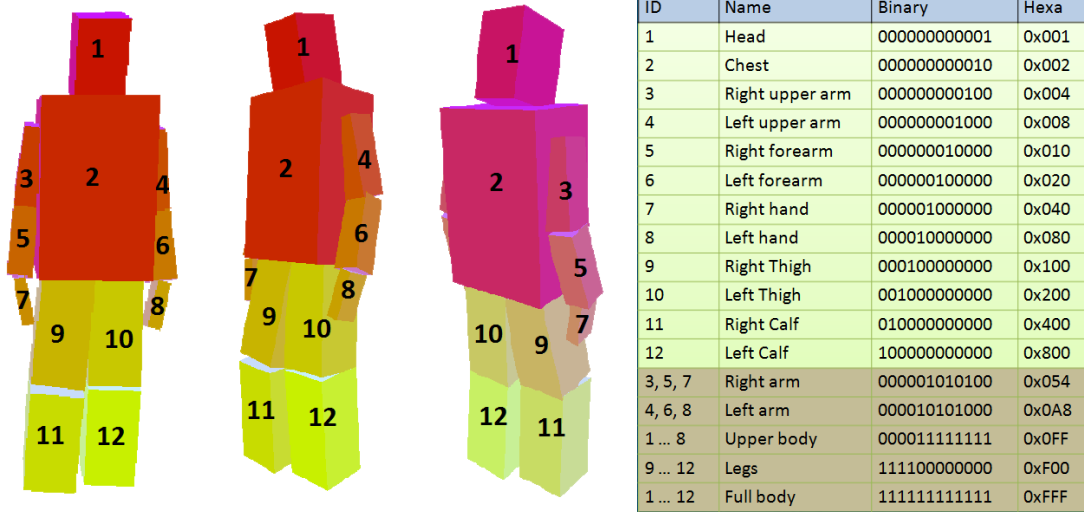 1
2
3
4
5
6
7
8
9
10
11
12
1
2
4
6
7
8
9
10
11
12
1
2
3
5
7
10
9
12
11
ID Name Binary Hexa
1 Head 000000000001 0x001
2 Chest 000000000010 0x002
3 Right upper arm 000000000100 0x004
4 Left upper arm 000000001000 0x008
5 Right forearm 000000010000 0x010
6 Left forearm 000000100000 0x020
7 Right hand 000001000000 0x040
8 Left hand 000010000000 0x080
9 Right Thigh 000100000000 0x100
10 Left Thigh 001000000000 0x200
11 Right Calf 010000000000 0x400
12 Left Calf 100000000000 0x800
3, 5, 7 Right arm 000001010100 0x054
4, 6, 8 Left arm 000010101000 0x0A8
1 ... 8 Upper body 000011111111 0x0FF
9 ... 12 Legs 111100000000 0xF00
1 ... 12 Full body 111111111111 0xFFF